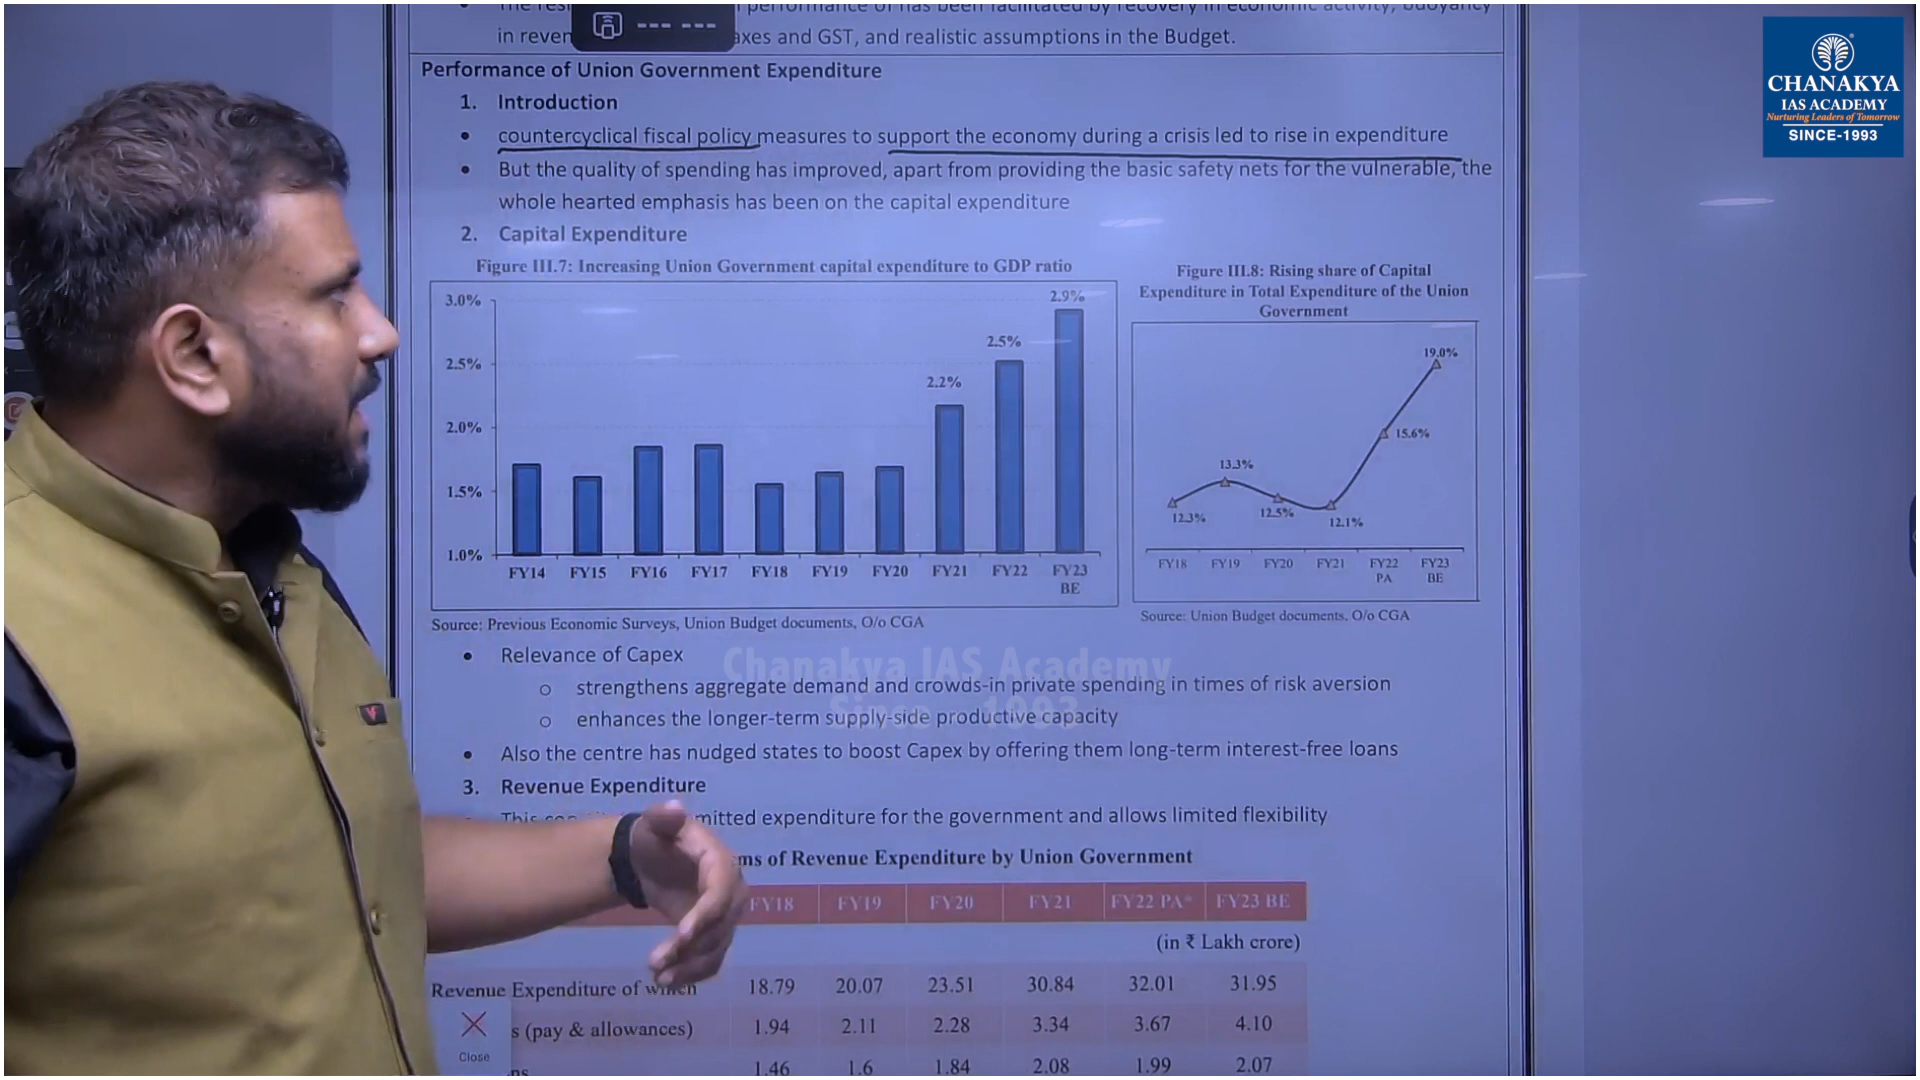 in reven
axes and GST, and realistic assumptions in the Budget.
CHANAKYA
IAS ACADEMY
Nurturing Leaders of Tomorrow
SINCE-1993
Performance of Union Government Expenditure
1. Introduction
• countercyclical fiscal policy measures to support the economy during a crisis led to rise in expenditure
• But the quality of spending has improved, apart from providing the basic safety nets for the vulnerable, the
whole hearted emphasis has been on the capital expenditure
2. Capital Expenditure
Figure III.7: Increasing Union Government capital expenditure to GDP ratio
3.0%
2.5%
2.0%
1.5%
1.0%
2.2%
2.5%
2.9%
FY14 FY15 FY16 FY17 FY18 FY19 FY20 FY21 FY22 FY23
BE
Source: Previous Economic Surveys, Union Budget documents, O/o CGA
Figure III.8: Rising share of Capital
Expenditure in Total Expenditure of the Union
Government
12.3%
13.3%
12.5%
12.1%
15.6%
19.0%
FY18 FY19 FY20 FY21 FY22 FY23
PA BE
Source: Union Budget documents, O/o CGA
Chanakya IAS Academy
Since - 1993
• Relevance of Capex
o strengthens aggregate demand and crowds-in private spending in times of risk aversion
o enhances the longer-term supply-side productive capacity
• Also the centre has nudged states to boost Capex by offering them long-term interest-free loans
3. Revenue Expenditure
This mitted expenditure for the government and allows limited flexibility
ms of Revenue Expenditure by Union Government
FY18 FY19 FY20 FY21 FY22 PA* FY23 BE
(in ₹ Lakh crore)
Revenue Expenditure of which 18.79 20.07 23.51 30.84 32.01 31.95
s (pay & allowances) 1.94 2.11 2.28 3.34 3.67 4.10
Close
ns 1.46 1.6 1.84 2.08 1.99 2.07